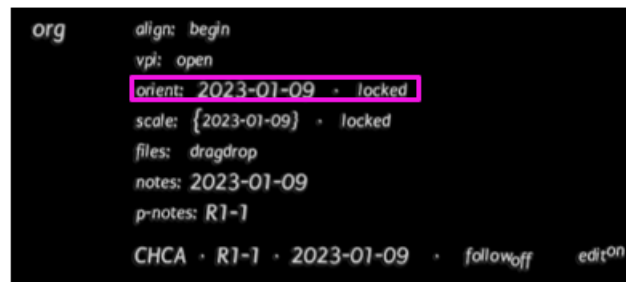 org align: begin
vpl: open
orient: 2023-01-09 · locked
scale: {2023-01-09} · locked
files: dragdrop
notes: 2023-01-09
p-notes: R1-1
CHCA · R1-1 · 2023-01-09 · followoff editon